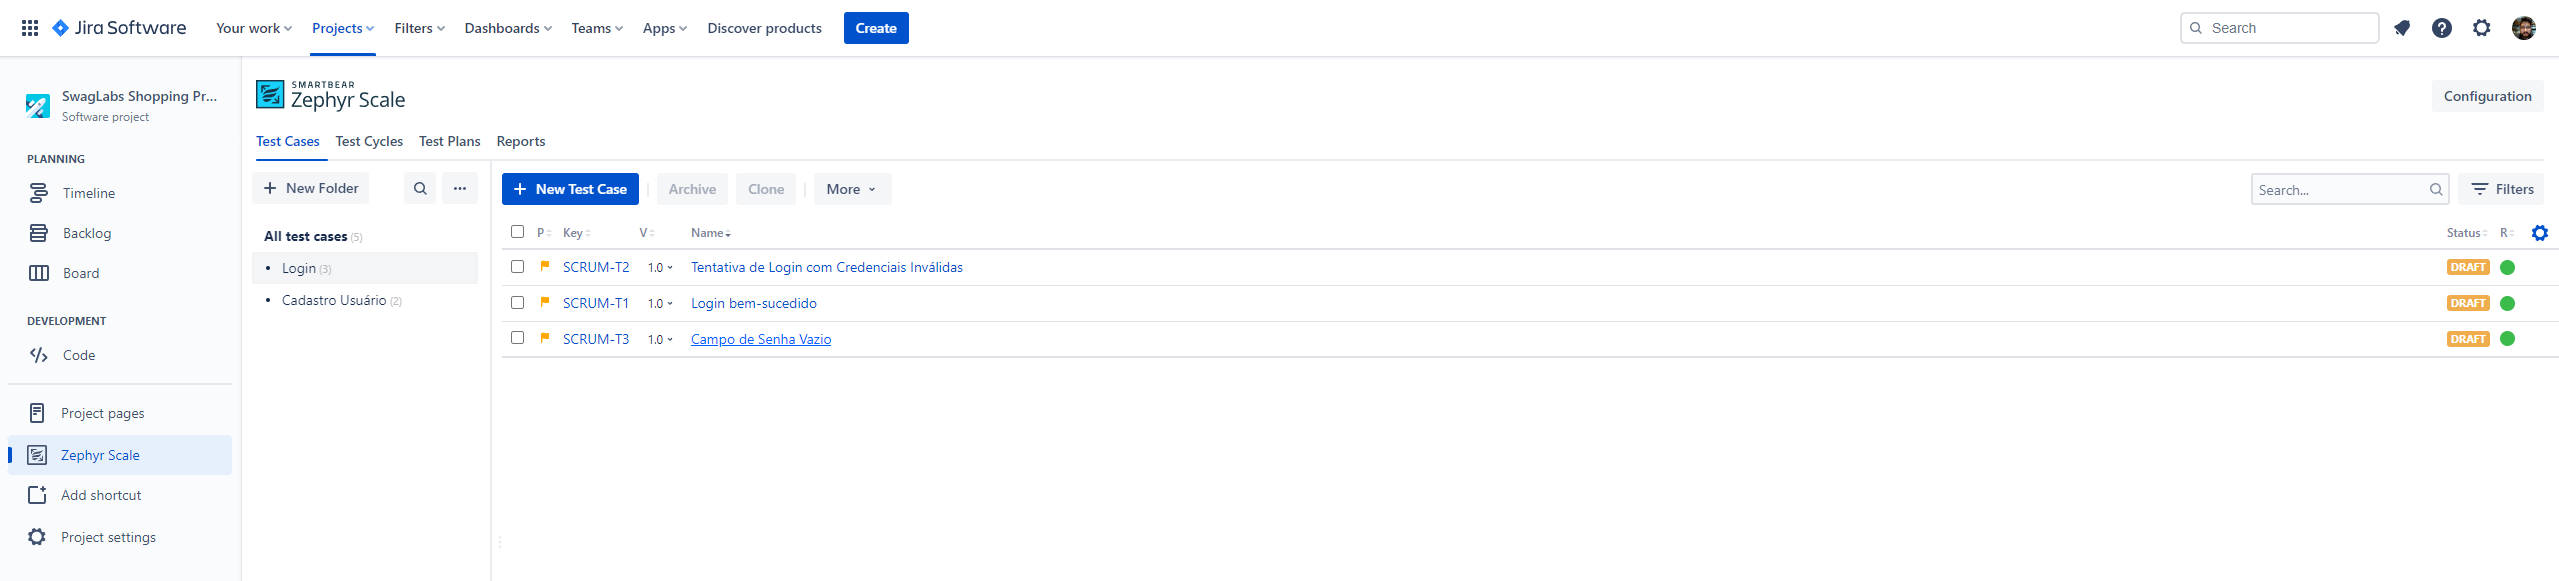 Jira Software Your work Projects Filters Dashboards Teams Apps Discover products Create Search
SwagLabs Shopping Pr...
Software project
PLANNING
Timeline
Backlog
Board
DEVELOPMENT
Code
Project pages
Zephyr Scale
Add shortcut
Project settings
SMARTBEAR
Zephyr Scale
Configuration
Test Cases Test Cycles Test Plans Reports
+ New Folder ...
All test cases (5)
• Login (3)
• Cadastro Usuário (2)
+ New Test Case Archive Clone More Search... Filters
P Key V Name Status R
SCRUM-T2 1.0 Tentativa de Login com Credenciais Inválidas DRAFT
SCRUM-T1 1.0 Login bem-sucedido DRAFT
SCRUM-T3 1.0 Campo de Senha Vazio DRAFT